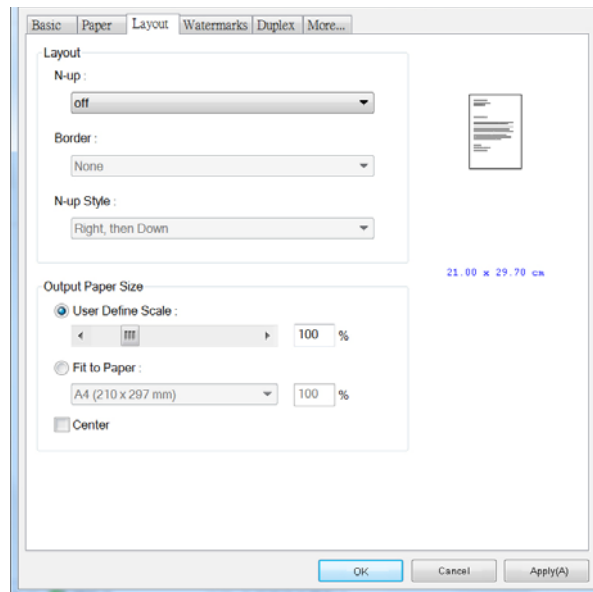 Basic Paper Layout Watermarks Duplex More...
Layout
N-up :
off
Border :
None
N-up Style :
Right, then Down
21.00 x 29.70 cm
Output Paper Size
User Define Scale :
100 %
Fit to Paper :
A4 (210 x 297 mm) 100 %
Center
OK Cancel Apply(A)